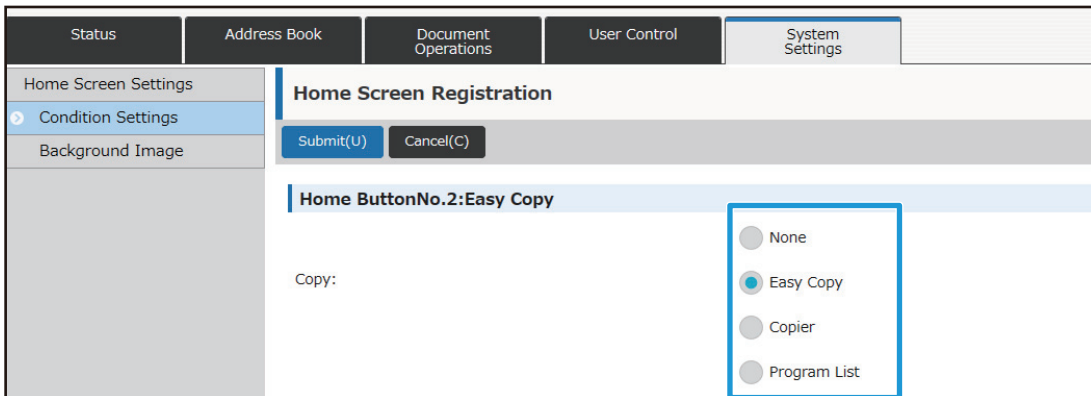 Status
Address Book
Document
Operations
User Control
System
Settings
Home Screen Settings
Condition Settings
Background Image
Home Screen Registration
Submit(U)
Cancel(C)
Home ButtonNo.2:Easy Copy
Copy:
None
Easy Copy
Copier
Program List